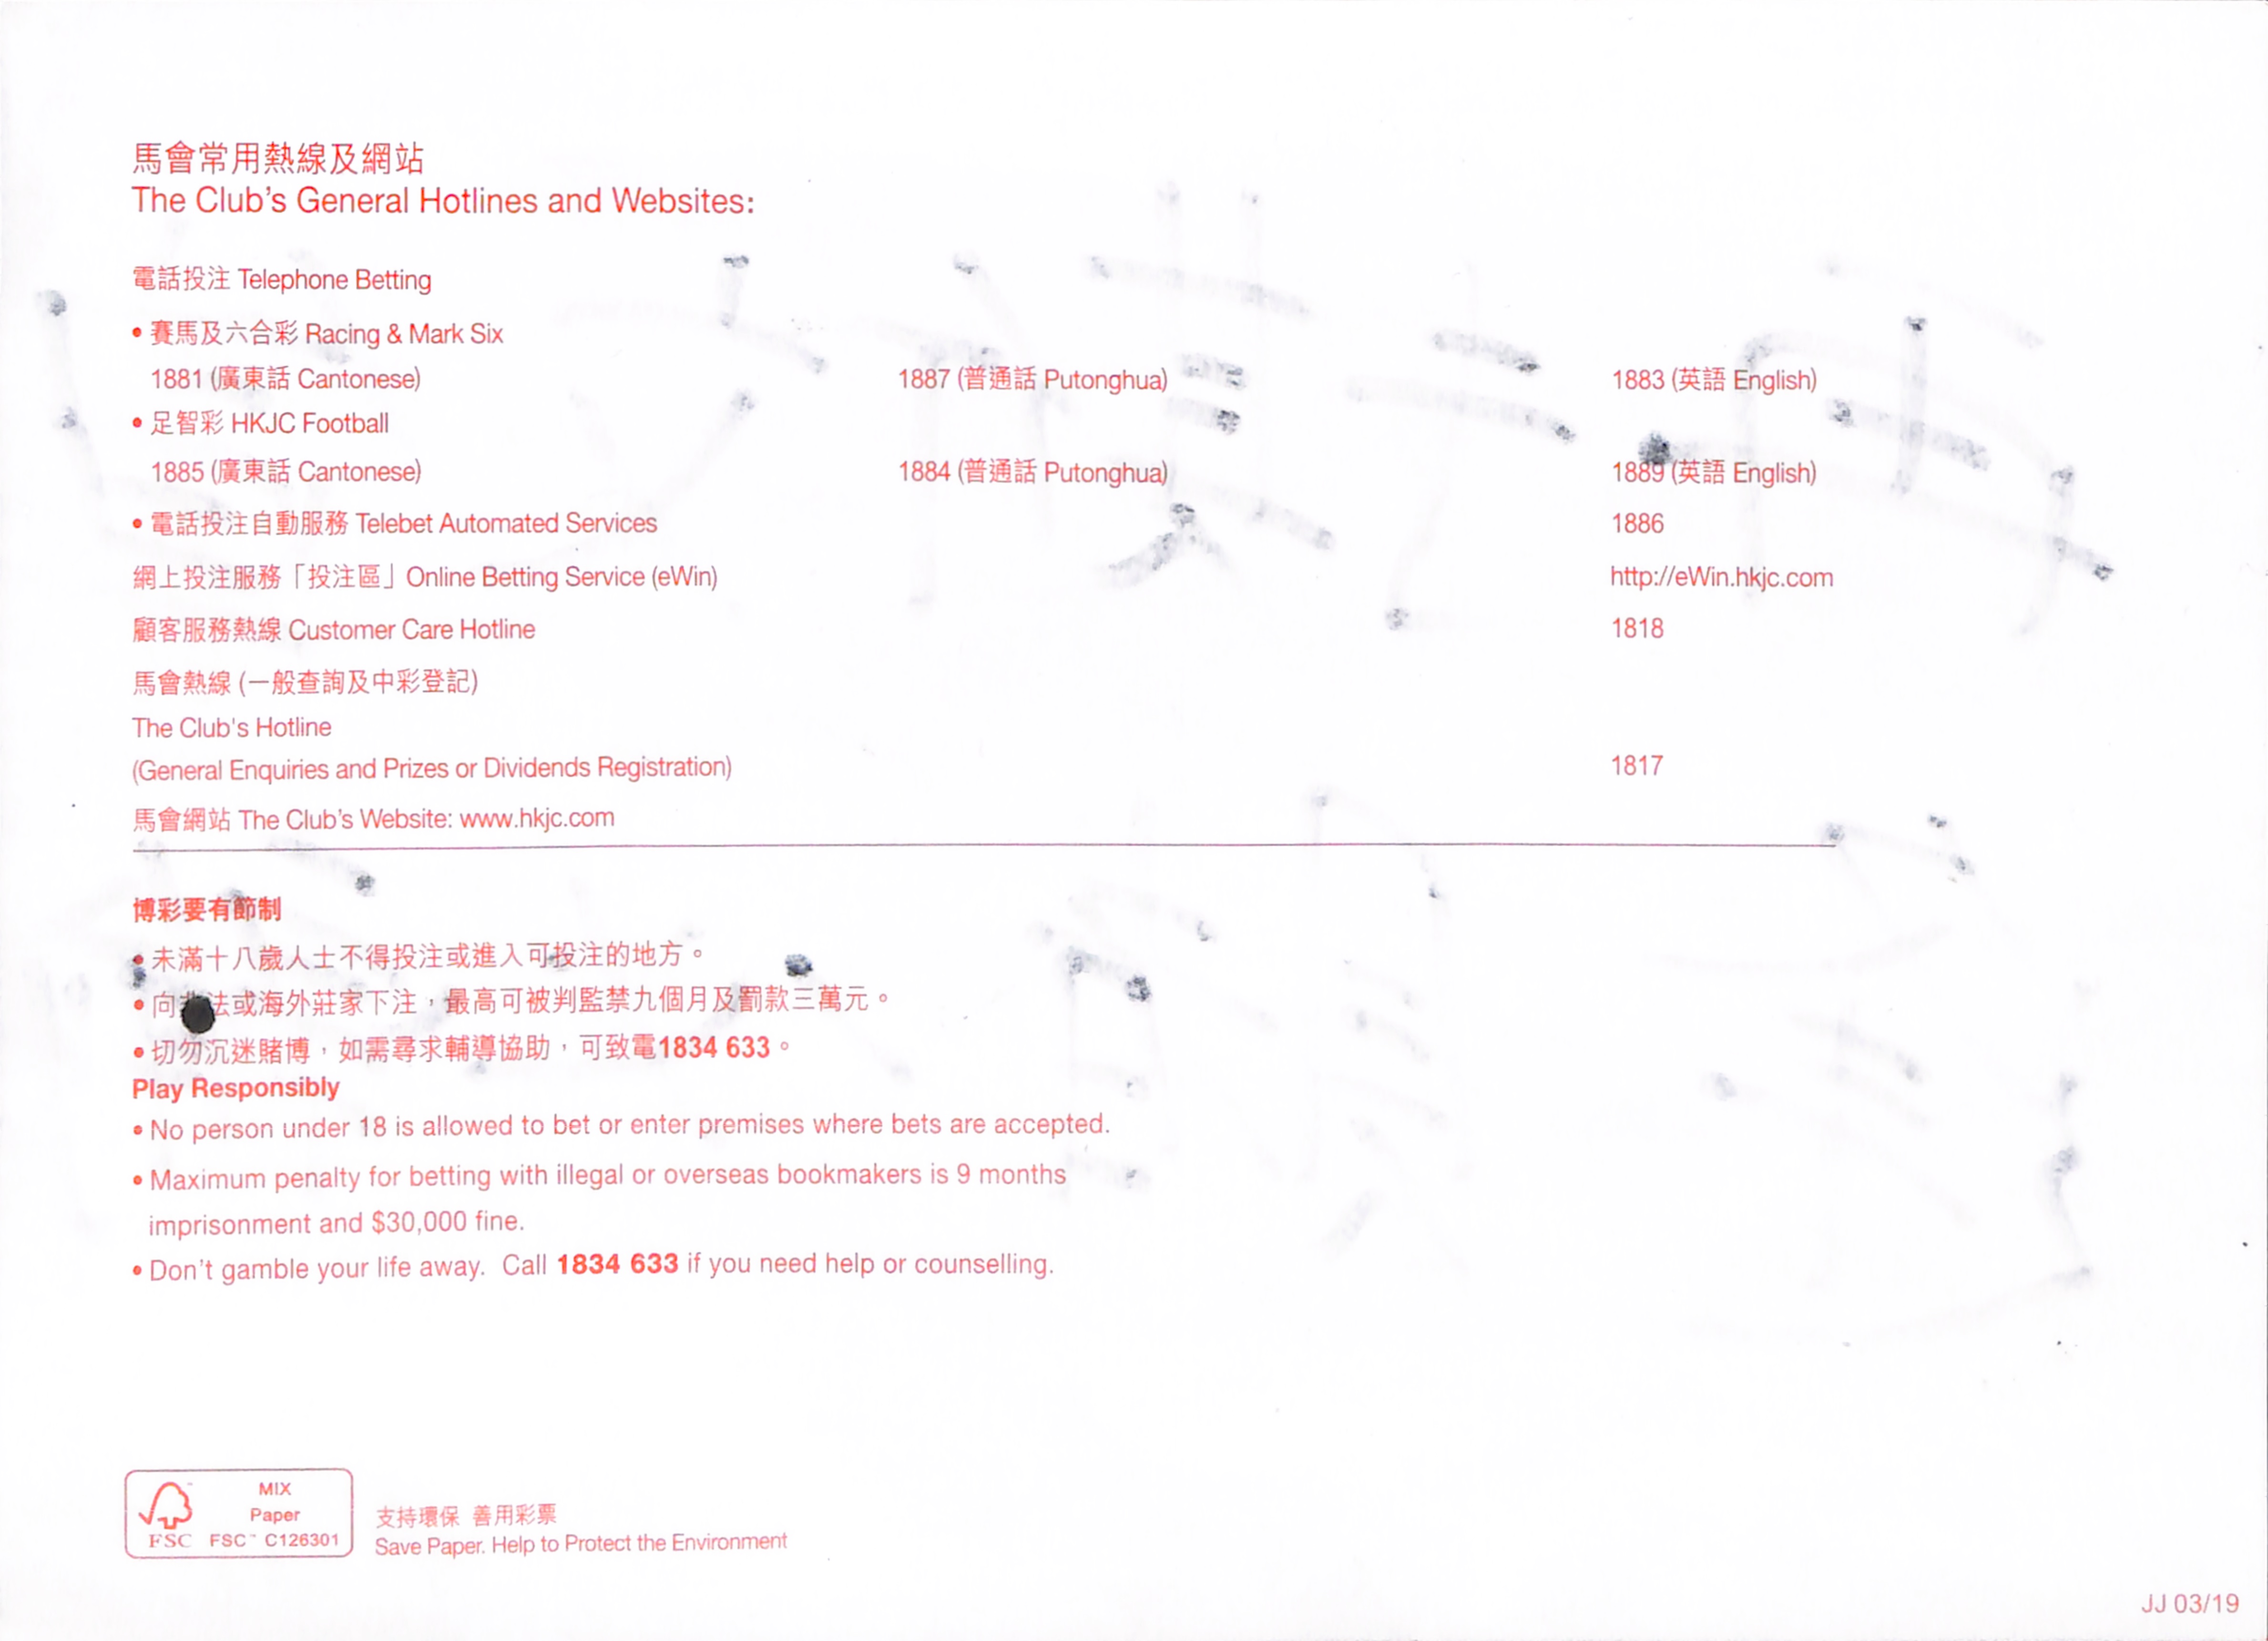 馬會常用熱線及網站
The Club's General Hotlines and Websites:
電話投注 Telephone Betting
• 賽馬及六合彩 Racing & Mark Six
1881 (廣東話 Cantonese) 1887 (普通話 Putonghua) 1883 (英語 English)
• 足智彩 HKJC Football
1885 (廣東話 Cantonese) 1884 (普通話 Putonghua) 1889 (英語 English)
• 電話投注自動服務 Telebet Automated Services 1886
網上投注服務「投注區」Online Betting Service (eWin) http://eWin.hkjc.com
顧客服務熱線 Customer Care Hotline 1818
馬會熱線 (一般查詢及中彩登記)
The Club's Hotline
(General Enquiries and Prizes or Dividends Registration) 1817
馬會網站 The Club's Website: www.hkjc.com
博彩要有節制
• 未滿十八歲人士不得投注或進入可投注的地方。
• 向非法或海外莊家下注，最高可被判監禁九個月及罰款三萬元。
• 切勿沉迷賭博，如需尋求輔導協助，可致電1834 633。
Play Responsibly
• No person under 18 is allowed to bet or enter premises where bets are accepted.
• Maximum penalty for betting with illegal or overseas bookmakers is 9 months
imprisonment and $30,000 fine.
• Don't gamble your life away. Call 1834 633 if you need help or counselling.
MIX
Paper
FSC FSC™ C126301
支持環保 善用彩票
Save Paper. Help to Protect the Environment
JJ 03/19